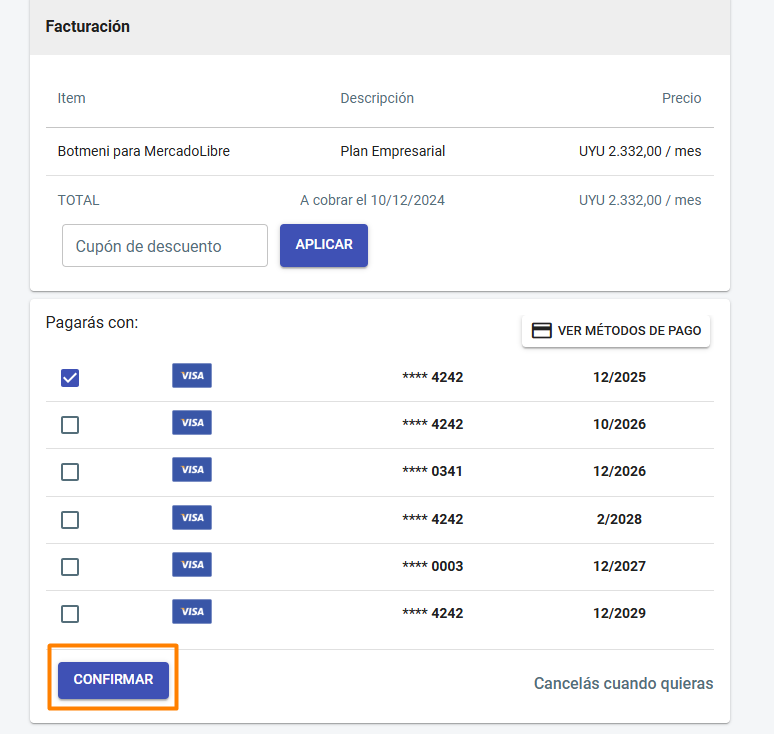 Facturación
Item Descripción Precio
Botmeni para MercadoLibre Plan Empresarial UYU 2.332,00 / mes
TOTAL A cobrar el 10/12/2024 UYU 2.332,00 / mes
Cupón de descuento APLICAR
Pagarás con: VER MÉTODOS DE PAGO
VISA **** 4242 12/2025
VISA **** 4242 10/2026
VISA **** 0341 12/2026
VISA **** 4242 2/2028
VISA **** 0003 12/2027
VISA **** 4242 12/2029
CONFIRMAR Cancelás cuando quieras